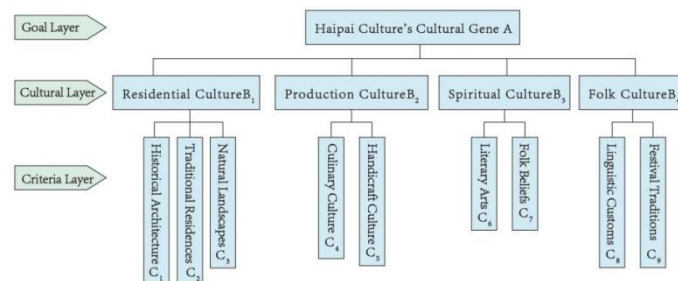 Goal Layer
Haipai Culture's Cultural Gene A
Cultural Layer
Residential CultureB₁
Production CultureB₂
Spiritual CultureB₃
Folk CultureB
Criteria Layer
Historical Architecture C₁
Traditional Residences C₂
Natural Landscapes C₃
Culinary Culture C₄
Handicraft Culture C₅
Literary Arts C₆
Folk Beliefs C₇
Linguistic Customs C₈
Festival Traditions C₉